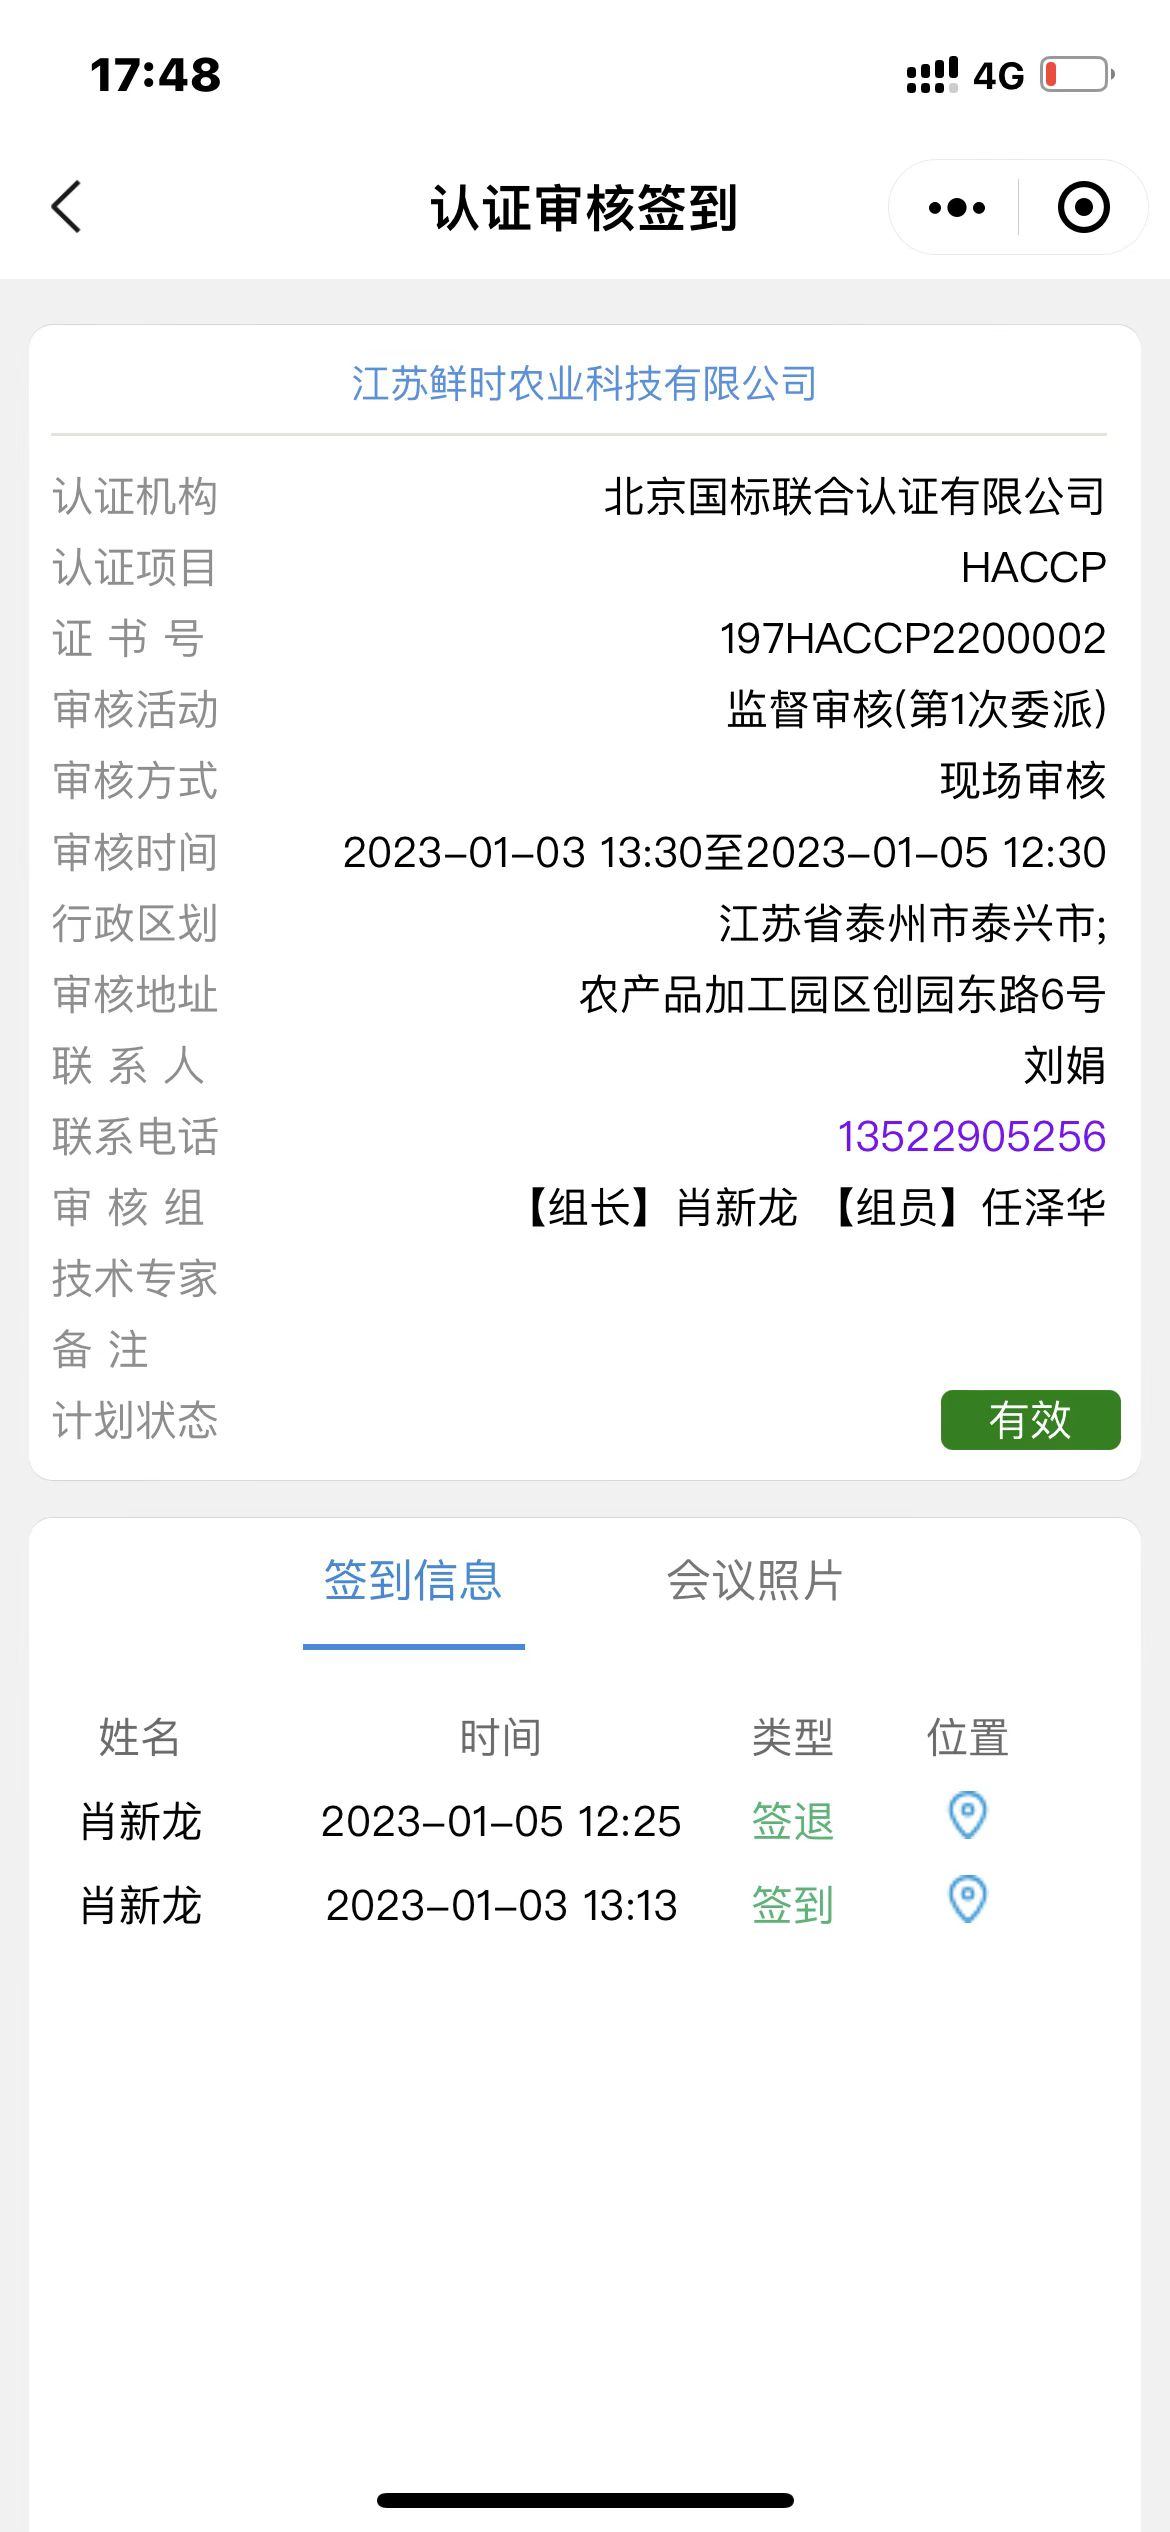 17:48
4G
认证审核签到
江苏鲜时农业科技有限公司
认证机构 北京国标联合认证有限公司
认证项目 HACCP
证 书 号 197HACCP2200002
审核活动 监督审核(第1次委派)
审核方式 现场审核
审核时间 2023-01-03 13:30至2023-01-05 12:30
行政区划 江苏省泰州市泰兴市;
审核地址 农产品加工园区创园东路6号
联 系 人 刘娟
联系电话 13522905256
审 核 组 【组长】肖新龙 【组员】任泽华
技术专家
备 注
计划状态 有效
签到信息 会议照片
姓名 时间 类型 位置
肖新龙 2023-01-05 12:25 签退
肖新龙 2023-01-03 13:13 签到